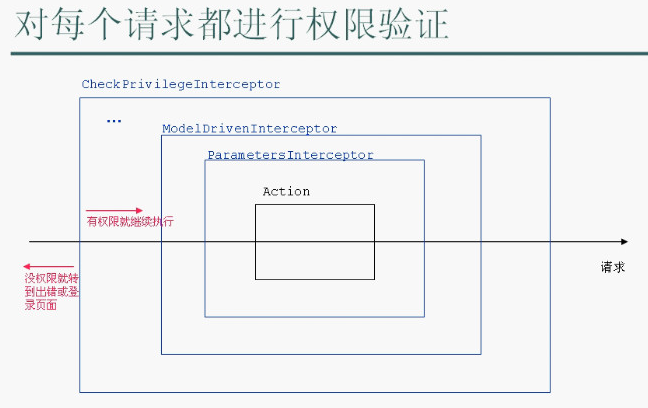 对每个请求都进行权限验证
CheckPrivilegeInterceptor
...
ModelDrivenInterceptor
ParametersInterceptor
Action
有权限就继续执行
请求
没权限就转
到出错或登
录页面